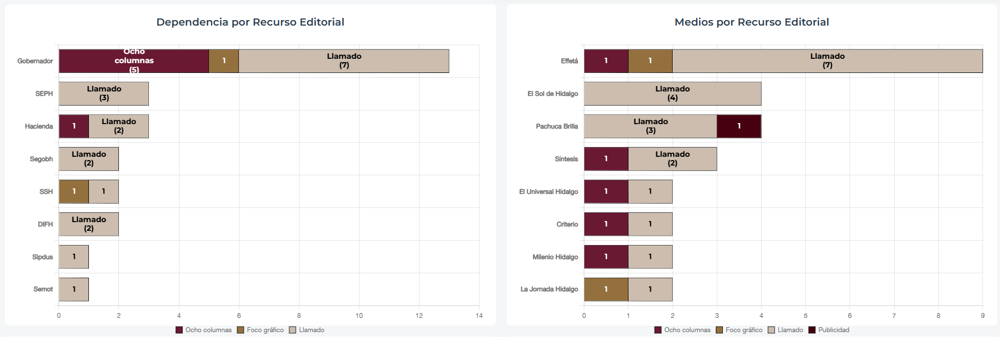 Dependencia por Recurso Editorial
Gobernador
Ocho
columnas
(5)
1
Llamado
(7)
SEPH
Llamado
(3)
Hacienda
1
Llamado
(2)
Segobh
Llamado
(2)
SSH
1
1
DIFH
Llamado
(2)
Sipdus
1
Semot
1
0 2 4 6 8 10 12 14
Ocho columnas Foco gráfico Llamado
Medios por Recurso Editorial
Effetá
1
1
Llamado
(7)
El Sol de Hidalgo
Llamado
(4)
Pachuca Brilla
Llamado
(3)
1
Síntesis
1
Llamado
(2)
El Universal Hidalgo
1
1
Criterio
1
1
Milenio Hidalgo
1
1
La Jornada Hidalgo
1
1
0 1 2 3 4 5 6 7 8 9
Ocho columnas Foco gráfico Llamado Publicidad